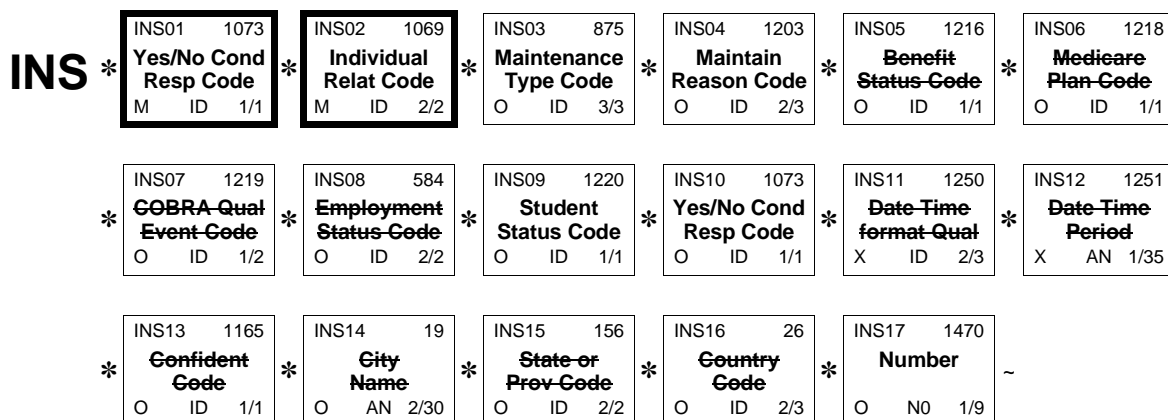 INS * INS01 1073 * INS02 1069 * INS03 875 * INS04 1203 * INS05 1216 * INS06 1218
Yes/No Cond Individual Maintenance Maintain Benefit Medicare
Resp Code Relat Code Type Code Reason Code Status Code Plan Code
M ID 1/1 M ID 2/2 O ID 3/3 O ID 2/3 O ID 1/1 O ID 1/1
* INS07 1219 * INS08 584 * INS09 1220 * INS10 1073 * INS11 1250 * INS12 1251
COBRA Qual Employment Student Yes/No Cond Date Time Date Time
Event Code Status Code Status Code Resp Code format Qual Period
O ID 1/2 O ID 2/2 O ID 1/1 O ID 1/1 X ID 2/3 X AN 1/35
* INS13 1165 * INS14 19 * INS15 156 * INS16 26 * INS17 1470 ~
Confident City State or Country Number
Code Name Prov Code Code
O ID 1/1 O AN 2/30 O ID 2/2 O ID 2/3 O N0 1/9